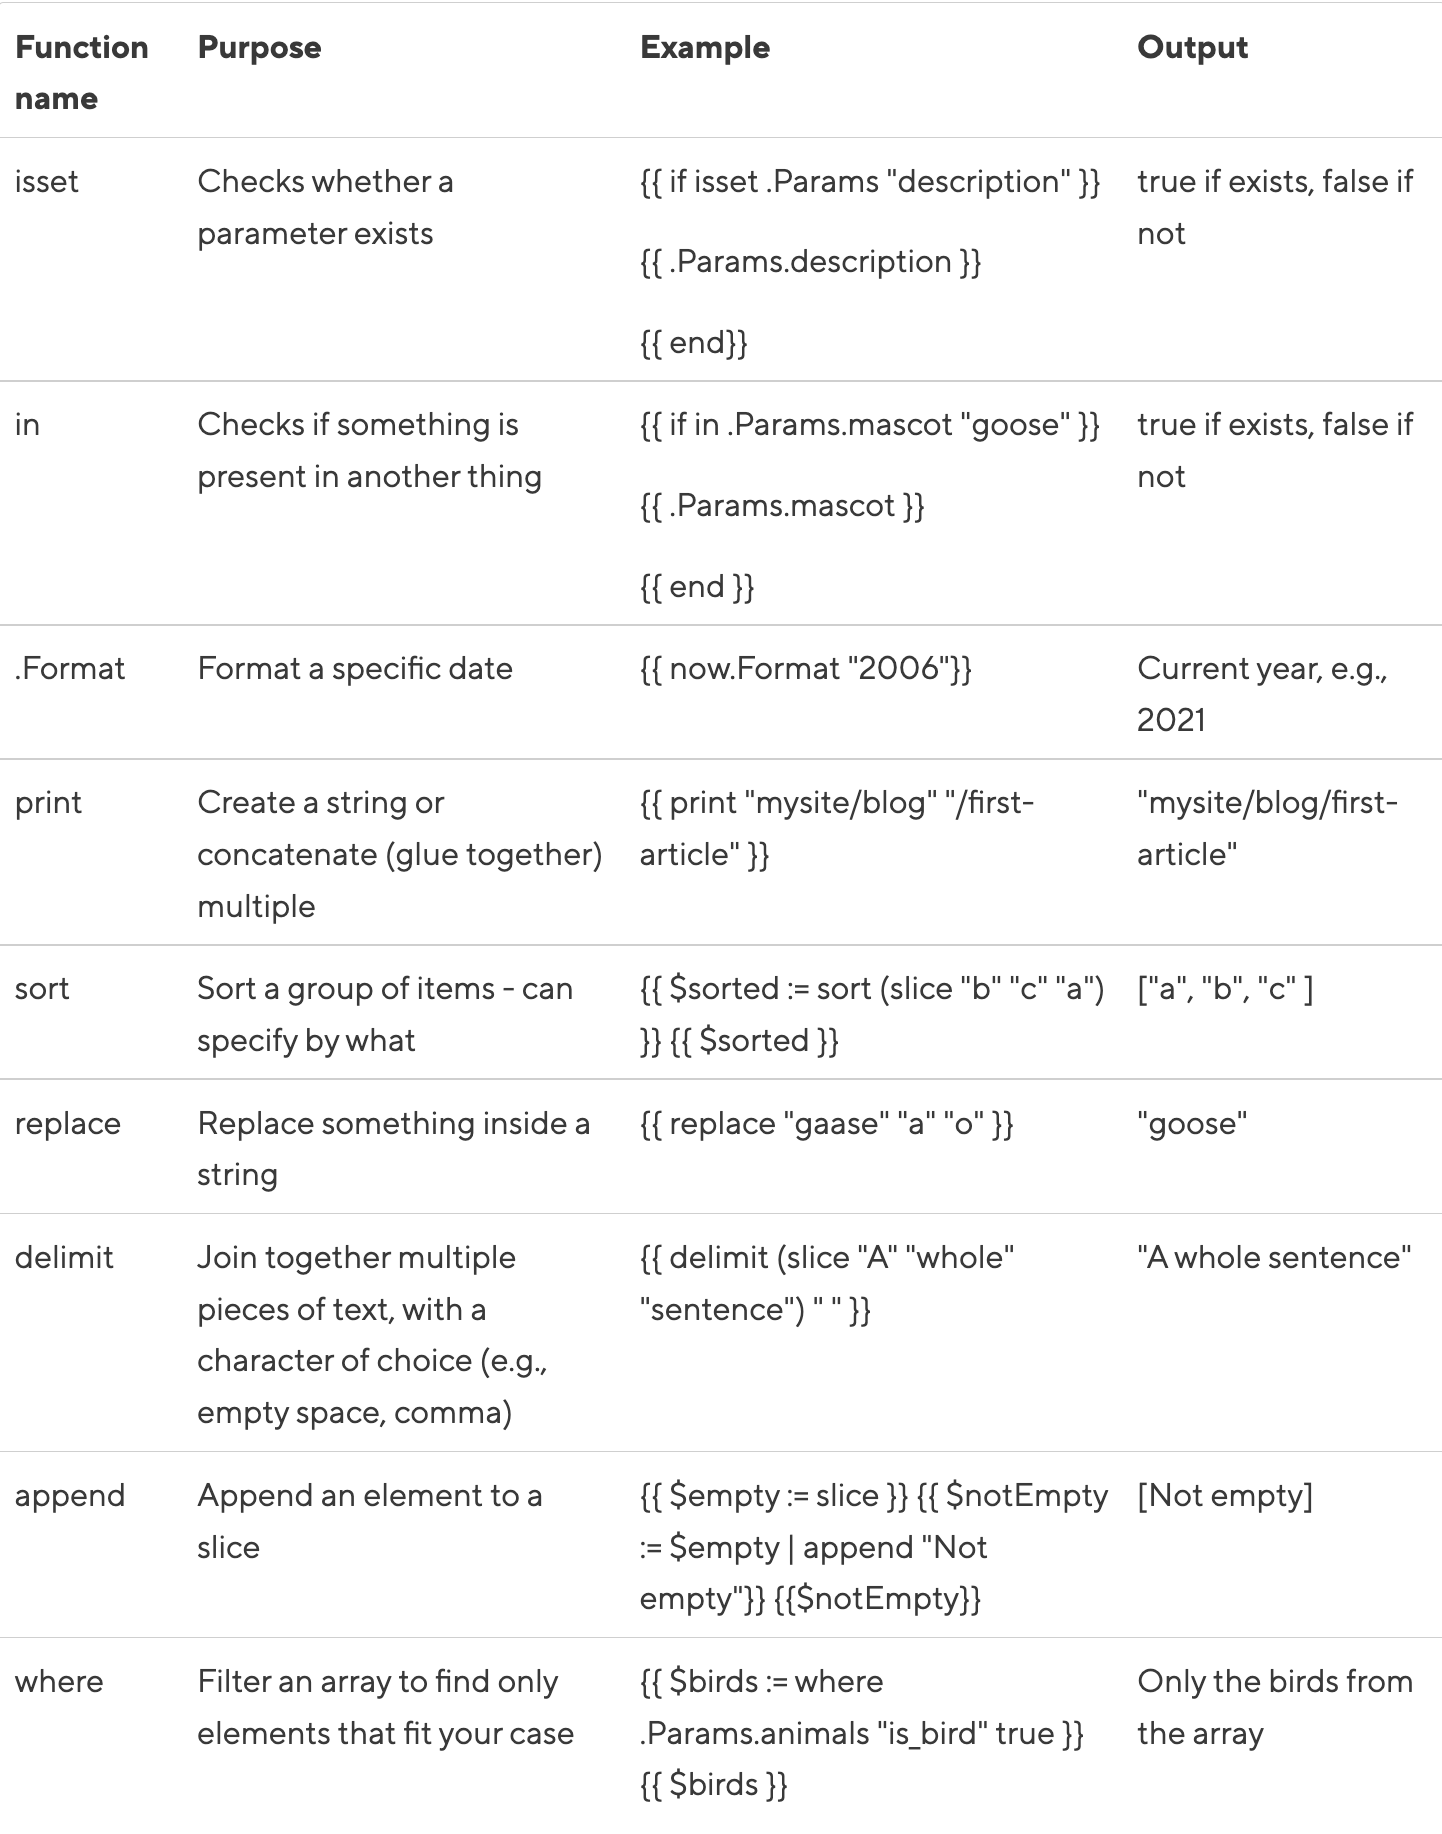 Function name
Purpose
Example
Output
isset
Checks whether a
parameter exists
{{ if isset .Params "description" }}
{{ .Params.description }}
{{ end}}
true if exists, false if
not
in
Checks if something is
present in another thing
{{ if in .Params.mascot "goose" }}
{{ .Params.mascot }}
{{ end }}
true if exists, false if
not
.Format
Format a specific date
{{ now.Format "2006"}}
Current year, e.g.,
2021
print
Create a string or
concatenate (glue together)
multiple
{{ print "mysite/blog" "/first-
article" }}
"mysite/blog/first-
article"
sort
Sort a group of items - can
specify by what
{{ $sorted := sort (slice "b" "c" "a")
}} {{ $sorted }}
["a", "b", "c" ]
replace
Replace something inside a
string
{{ replace "gaase" "a" "o" }}
"goose"
delimit
Join together multiple
pieces of text, with a
character of choice (e.g.,
empty space, comma)
{{ delimit (slice "A" "whole"
"sentence") " " }}
"A whole sentence"
append
Append an element to a
slice
{{ $empty := slice }} {{ $notEmpty
:= $empty | append "Not
empty"}} {{$notEmpty}}
[Not empty]
where
Filter an array to find only
elements that fit your case
{{ $birds := where
.Params.animals "is_bird" true }}
{{ $birds }}
Only the birds from
the array